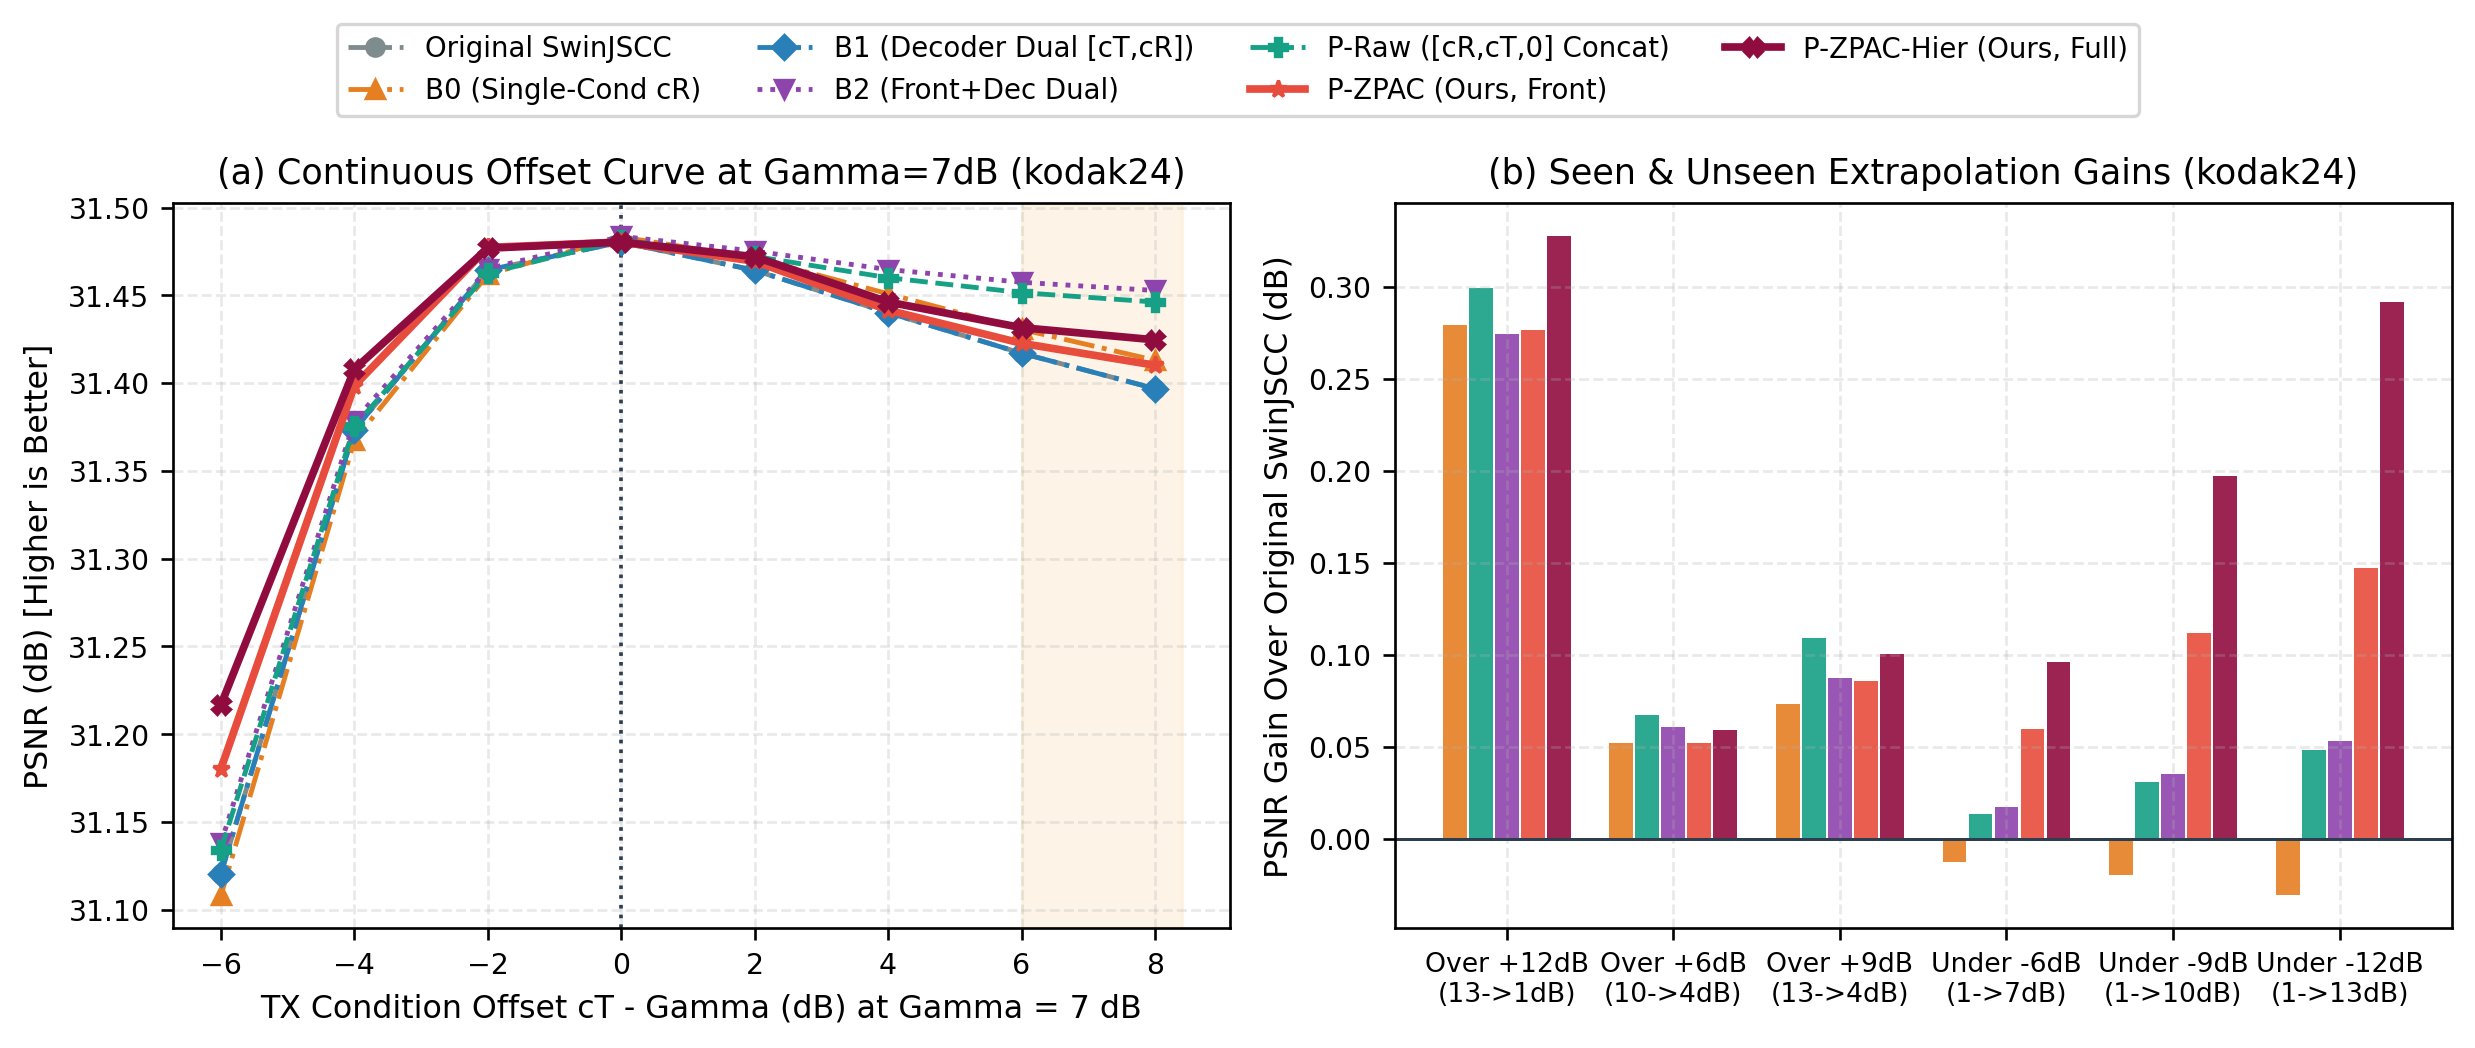 Original SwinJSCC
B0 (Single-Cond cR)
B1 (Decoder Dual [cT,cR])
B2 (Front+Dec Dual)
P-Raw ([cR,cT,0] Concat)
P-ZPAC (Ours, Front)
P-ZPAC-Hier (Ours, Full)
(a) Continuous Offset Curve at Gamma=7dB (kodak24)
PSNR (dB) [Higher is Better]
31.50
31.45
31.40
31.35
31.30
31.25
31.20
31.15
31.10
−6 −4 −2 0 2 4 6 8
TX Condition Offset cT - Gamma (dB) at Gamma = 7 dB
(b) Seen & Unseen Extrapolation Gains (kodak24)
PSNR Gain Over Original SwinJSCC (dB)
0.30
0.25
0.20
0.15
0.10
0.05
0.00
Over +12dB Over +6dB Over +9dB Under -6dB Under -9dB Under -12dB
(13->1dB) (10->4dB) (13->4dB) (1->7dB) (1->10dB) (1->13dB)